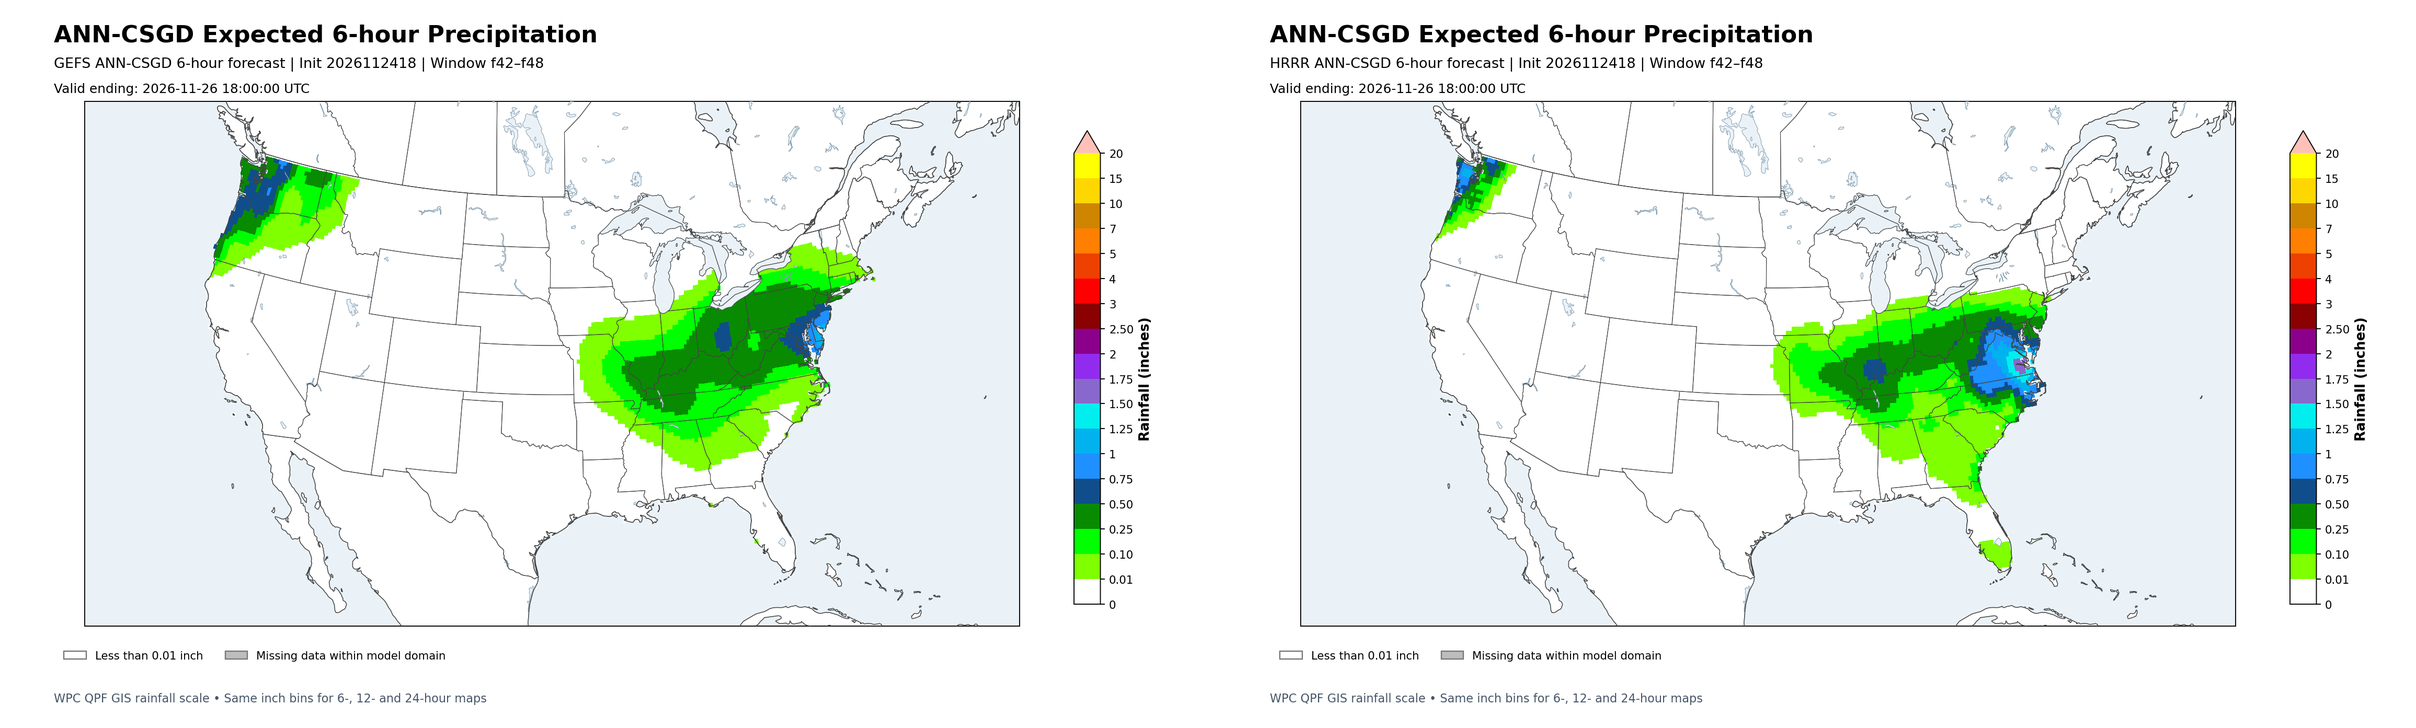 ANN-CSGD Expected 6-hour Precipitation
GEFS ANN-CSGD 6-hour forecast | Init 2026112418 | Window f42–f48
Valid ending: 2026-11-26 18:00:00 UTC
20
15
10
7
5
4
3
2.50
2
1.75
1.50
1.25
1
0.75
0.50
0.25
0.10
0.01
0
Rainfall (inches)
Less than 0.01 inch
Missing data within model domain
WPC QPF GIS rainfall scale • Same inch bins for 6-, 12- and 24-hour maps
ANN-CSGD Expected 6-hour Precipitation
HRRR ANN-CSGD 6-hour forecast | Init 2026112418 | Window f42–f48
Valid ending: 2026-11-26 18:00:00 UTC
20
15
10
7
5
4
3
2.50
2
1.75
1.50
1.25
1
0.75
0.50
0.25
0.10
0.01
0
Rainfall (inches)
Less than 0.01 inch
Missing data within model domain
WPC QPF GIS rainfall scale • Same inch bins for 6-, 12- and 24-hour maps